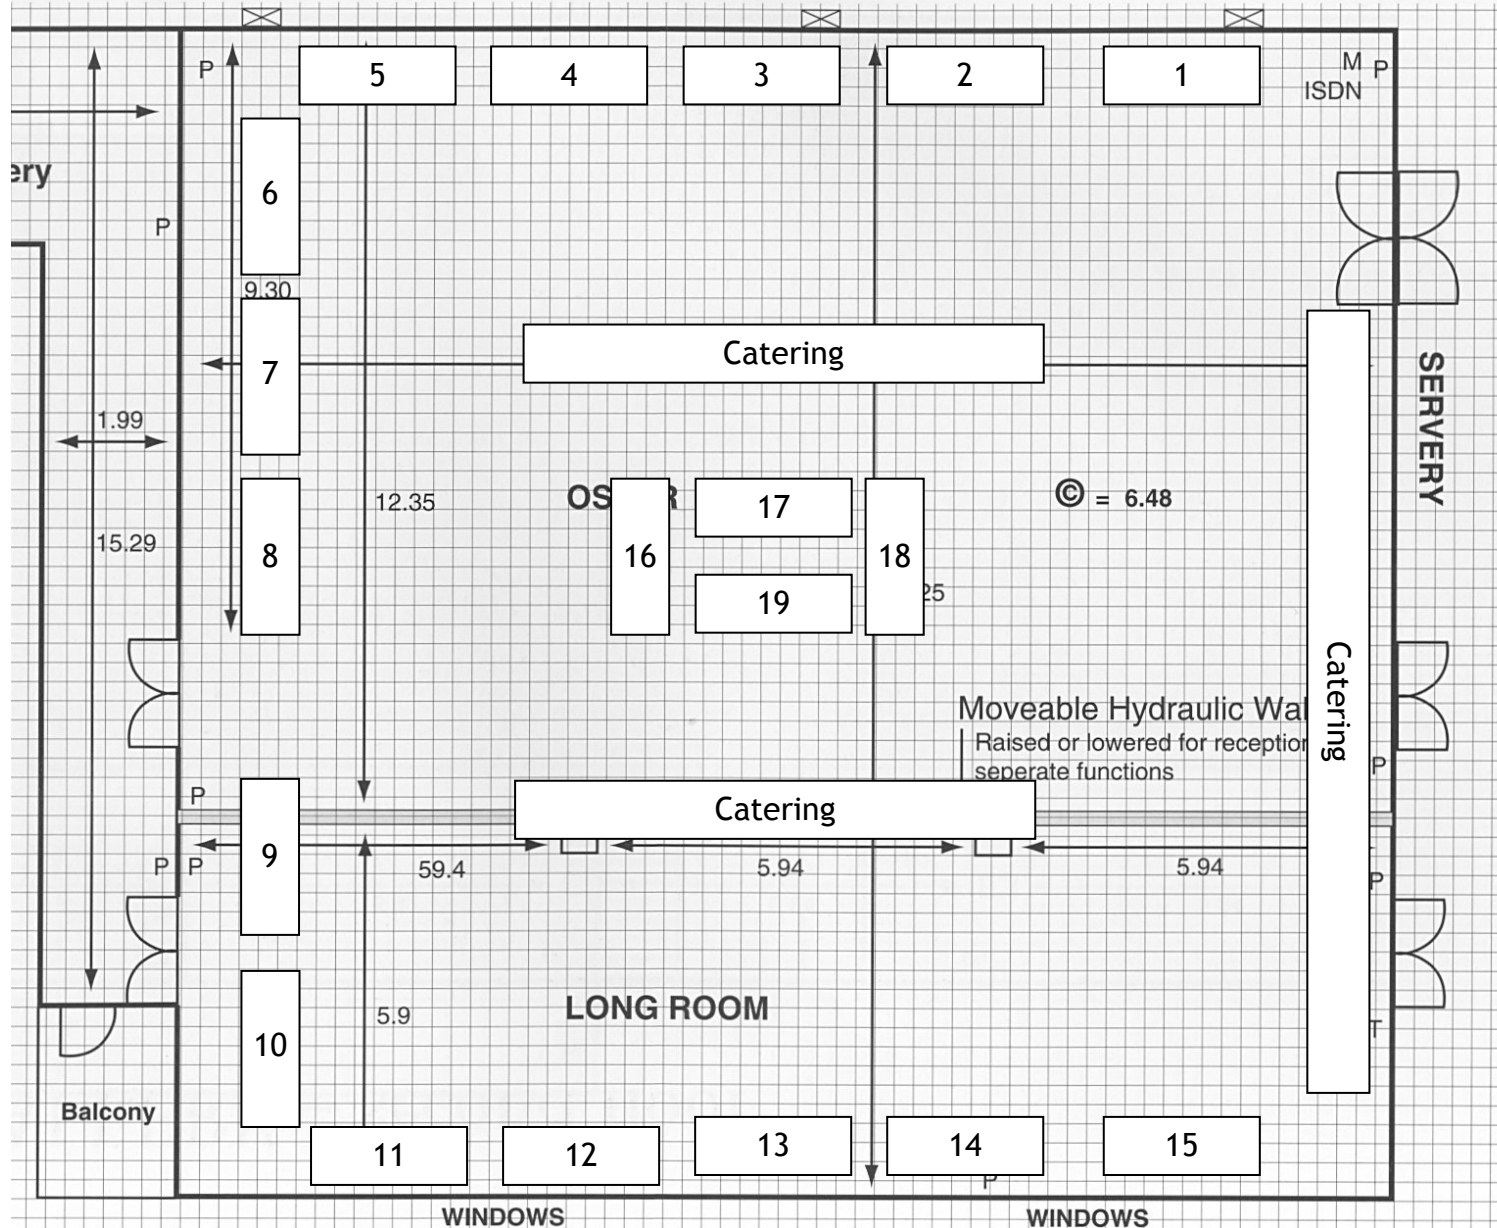 5
4
3
2
1
M
P
ISDN
P
ery
6
P
9.30
Catering
7
SERVERY
1.99
12.35
OS
R
17
© = 6.48
15.29
8
16
18
19
25
Catering
Moveable Hydraulic Wal
Raised or lowered for reception
seperate functions
P
P
Catering
9
P
P
59.4
5.94
5.94
P
LONG ROOM
10
5.9
T
Balcony
11
12
13
14
15
P
WINDOWS
WINDOWS